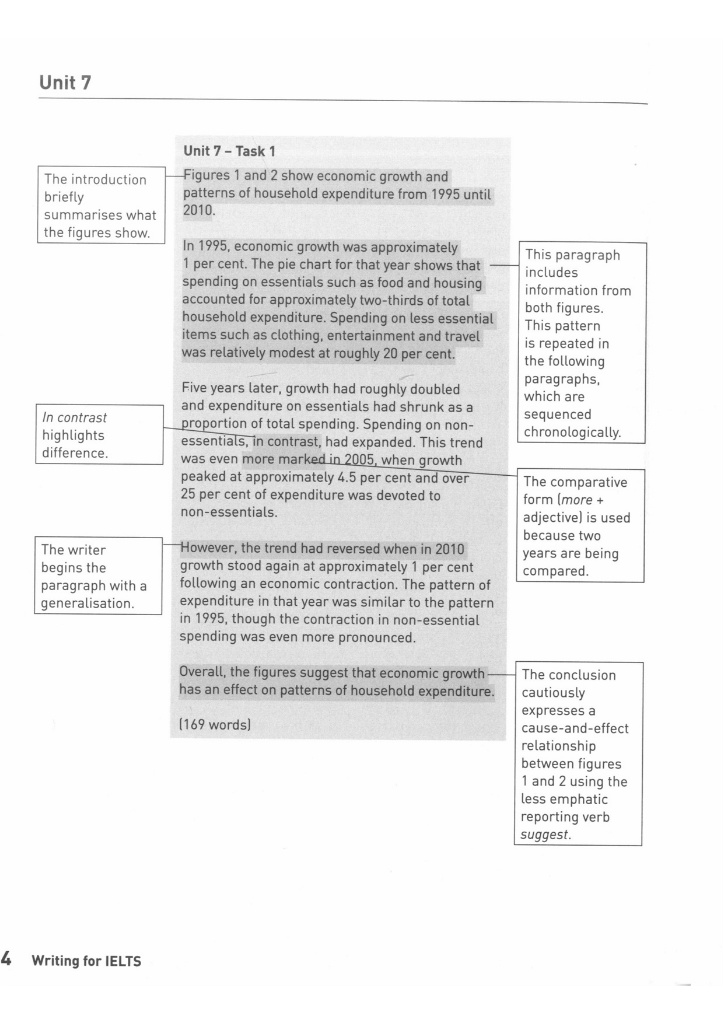 Unit 7
Unit 7 – Task 1
Figures 1 and 2 show economic growth and
patterns of household expenditure from 1995 until
2010.
The introduction
briefly
summarises what
the figures show.
In 1995, economic growth was approximately
1 per cent. The pie chart for that year shows that
spending on essentials such as food and housing
accounted for approximately two-thirds of total
household expenditure. Spending on less essential
items such as clothing, entertainment and travel
was relatively modest at roughly 20 per cent.
This paragraph
includes
information from
both figures.
This pattern
is repeated in
the following
paragraphs,
which are
sequenced
chronologically.
Five years later, growth had roughly doubled
and expenditure on essentials had shrunk as a
proportion of total spending. Spending on non-
essentials, in contrast, had expanded. This trend
was even more marked in 2005, when growth
peaked at approximately 4.5 per cent and over
25 per cent of expenditure was devoted to
non-essentials.
In contrast
highlights
difference.
The comparative
form (more +
adjective) is used
because two
years are being
compared.
However, the trend had reversed when in 2010
growth stood again at approximately 1 per cent
following an economic contraction. The pattern of
expenditure in that year was similar to the pattern
in 1995, though the contraction in non-essential
spending was even more pronounced.
The writer
begins the
paragraph with a
generalisation.
Overall, the figures suggest that economic growth
has an effect on patterns of household expenditure.
(169 words)
The conclusion
cautiously
expresses a
cause-and-effect
relationship
between figures
1 and 2 using the
less emphatic
reporting verb
suggest.
4 Writing for IELTS